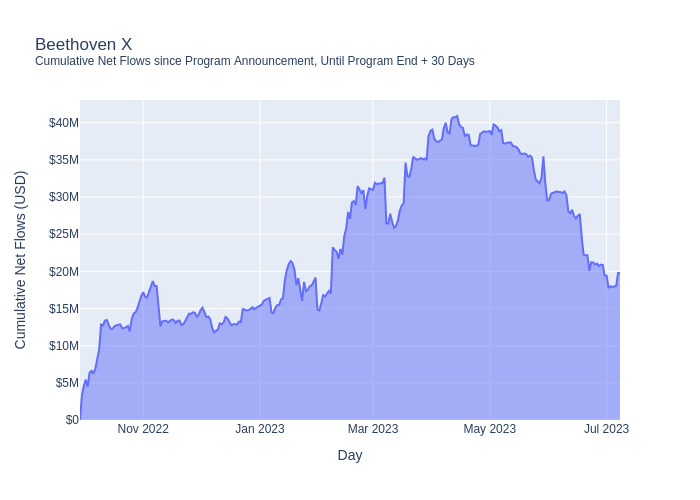 Beethoven X
Cumulative Net Flows since Program Announcement, Until Program End + 30 Days
Cumulative Net Flows (USD)
$40M
$35M
$30M
$25M
$20M
$15M
$10M
$5M
$0
Nov 2022 Jan 2023 Mar 2023 May 2023 Jul 2023
Day